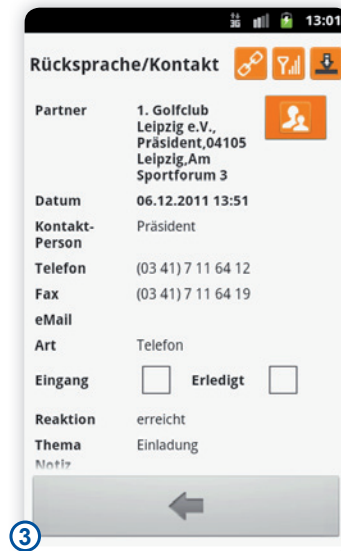 3G 13:01
Rücksprache/Kontakt
Partner 1. Golfclub
Leipzig e.V.,
Präsident,04105
Leipzig,Am
Sportforum 3
Datum 06.12.2011 13:51
Kontakt- Präsident
Person
Telefon (03 41) 7 11 64 12
Fax (03 41) 7 11 64 19
eMail
Art Telefon
Eingang Erledigt
Reaktion erreicht
Thema Einladung
Notiz
3